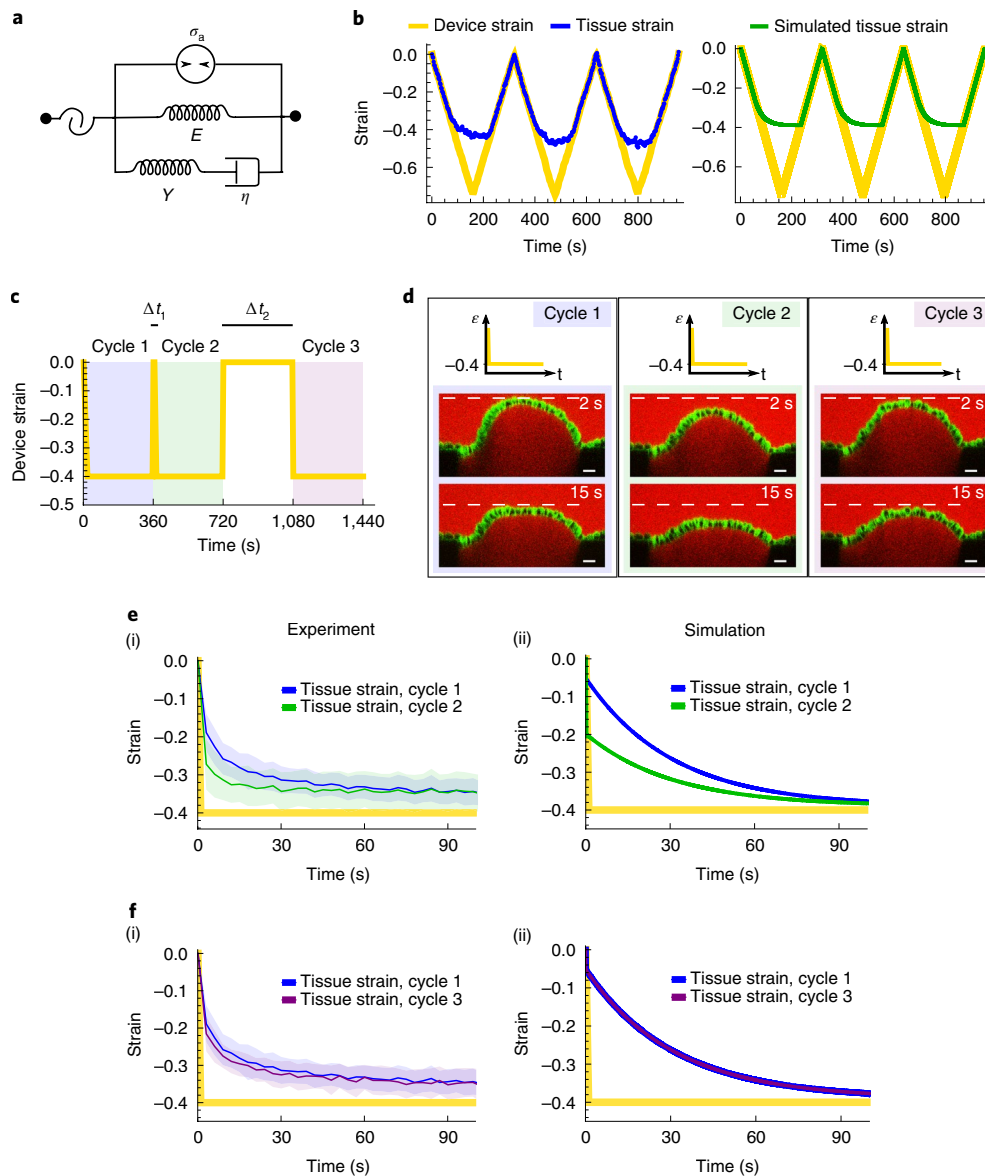 a
σa
E
Y
η
b
Device strain
Tissue strain
Simulated tissue strain
Strain
0.0
−0.2
−0.4
−0.6
0 200 400 600 800
Time (s)
0.0
−0.2
−0.4
−0.6
0 200 400 600 800
Time (s)
c
Δt1
Δt2
Cycle 1 Cycle 2 Cycle 3
Device strain
0.0
−0.1
−0.2
−0.3
−0.4
−0.5
0 360 720 1,080 1,440
Time (s)
d
Cycle 1
ε
−0.4
t
2 s
15 s
Cycle 2
ε
−0.4
t
2 s
15 s
Cycle 3
ε
−0.4
t
2 s
15 s
e
Experiment
Simulation
(i)
Tissue strain, cycle 1
Tissue strain, cycle 2
Strain
0.0
−0.1
−0.2
−0.3
−0.4
0 30 60 90
Time (s)
(ii)
Tissue strain, cycle 1
Tissue strain, cycle 2
Strain
0.0
−0.1
−0.2
−0.3
−0.4
0 30 60 90
Time (s)
f
(i)
Tissue strain, cycle 1
Tissue strain, cycle 3
Strain
0.0
−0.1
−0.2
−0.3
−0.4
0 30 60 90
Time (s)
(ii)
Tissue strain, cycle 1
Tissue strain, cycle 3
Strain
0.0
−0.1
−0.2
−0.3
−0.4
0 30 60 90
Time (s)